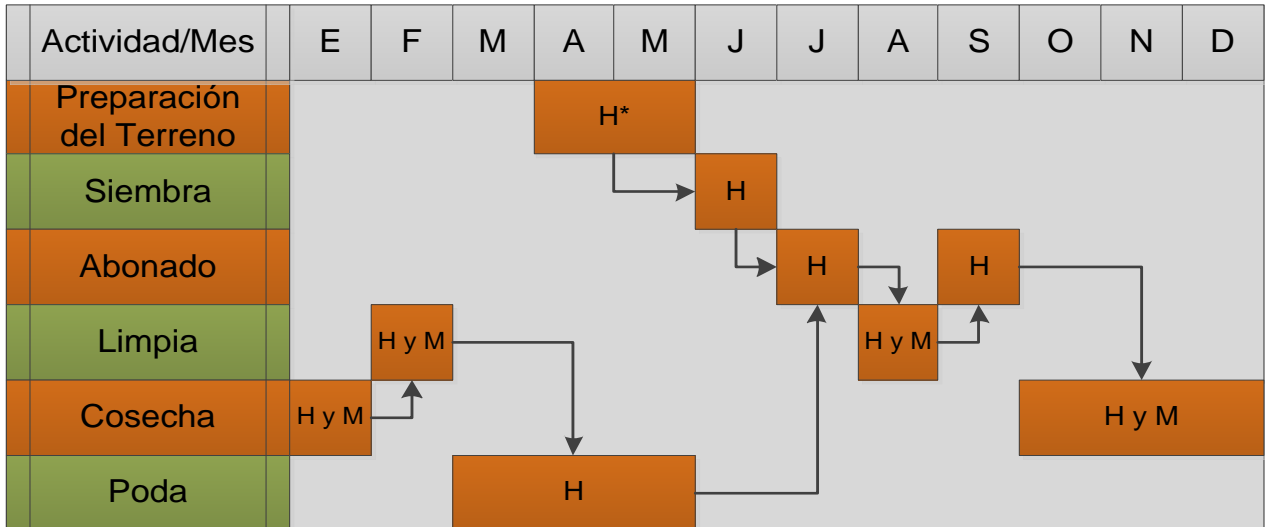 Actividad/Mes E F M A M J J A S O N D
Preparación
del Terreno
H*
Siembra H
Abonado H H
Limpia H y M H y M
Cosecha H y M H y M
Poda H